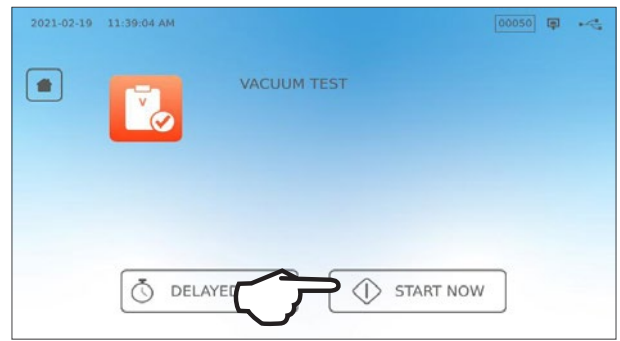 2021-02-19 11:39:04 AM 00050
VACUUM TEST
V
DELAYED
START NOW